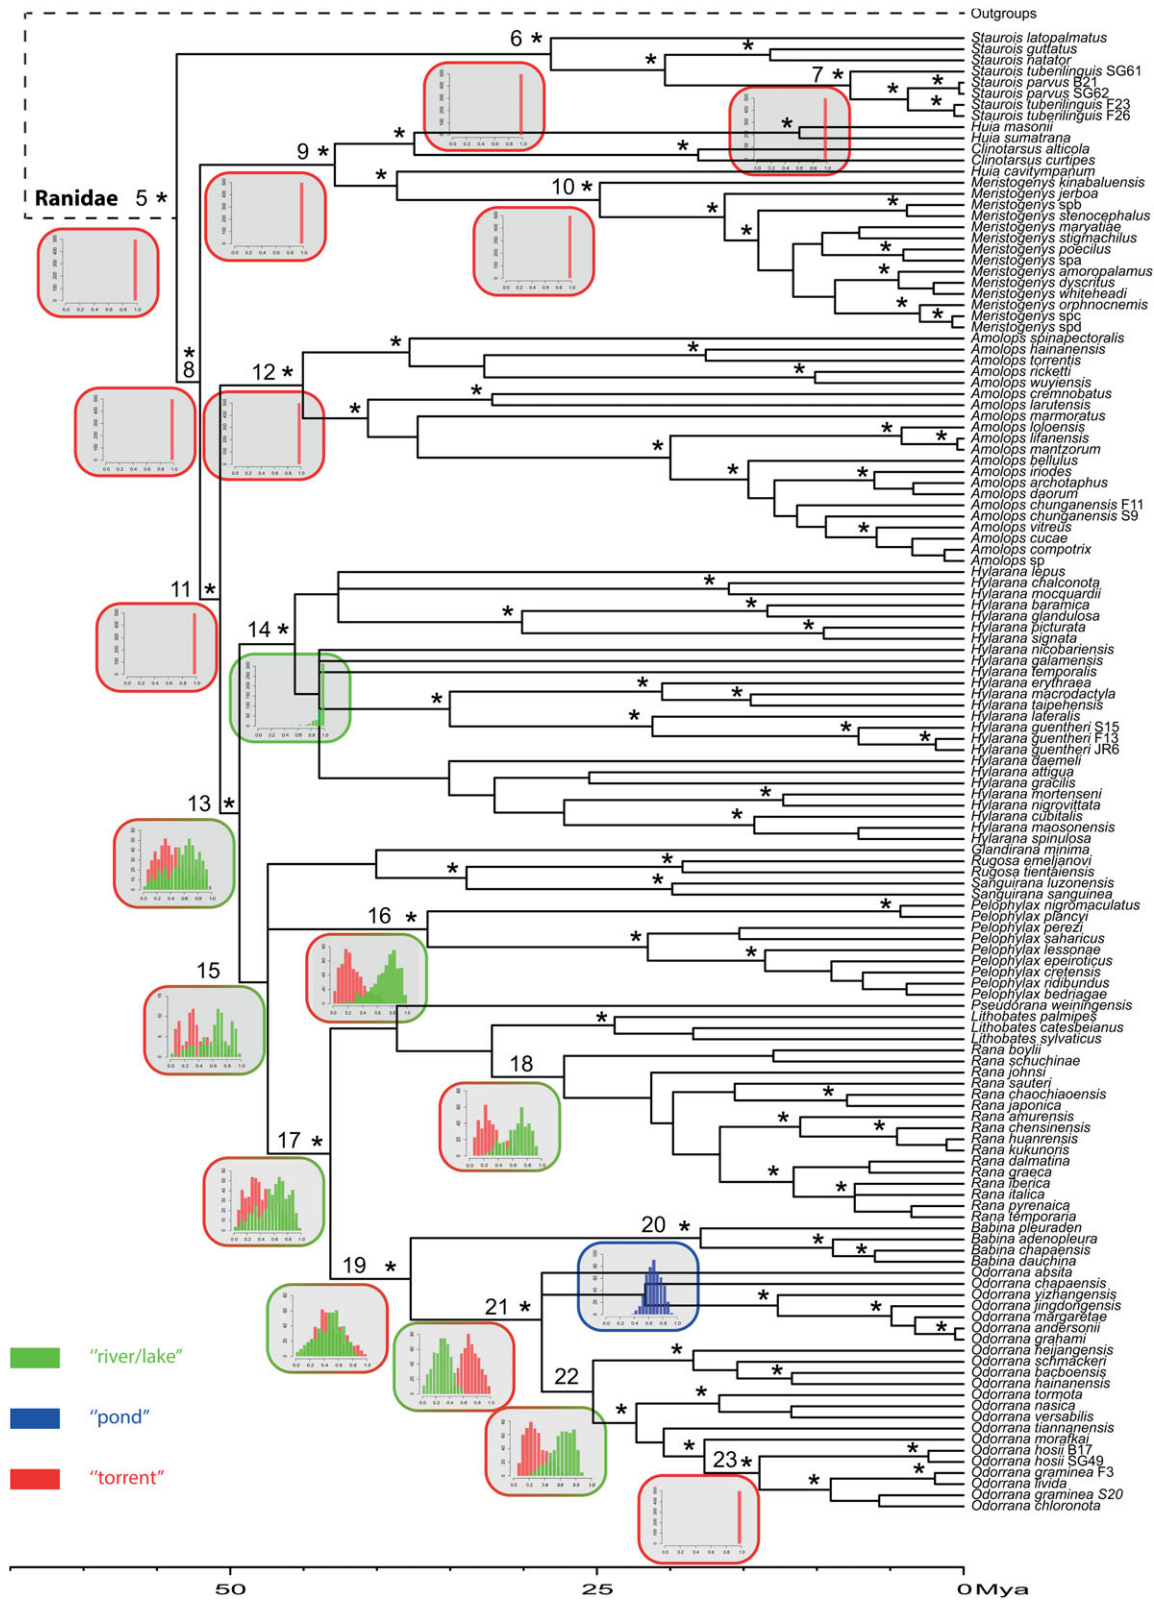 Outgroups
6 *
Staurois latopalmatus
Staurois guttatus
Staurois natator
7 *
Staurois tuberilinguis SG61
Staurois parvus B21
Staurois parvus SG62
Staurois tuberilinguis F23
Staurois tuberilinguis F26
Huia masonii
Huia sumatrana
9 *
Clinotarsus alticola
Clinotarsus curtipes
Huia cavitympanum
10 *
Meristogenys kinabaluensis
Ranidae 5 *
Meristogenys jerboa
Meristogenys spb
Meristogenys stenocephalus
Meristogenys maryatiae
Meristogenys stigmachilus
Meristogenys poecilus
Meristogenys spa
Meristogenys amoropalamus
Meristogenys dyscritus
Meristogenys whiteheadi
Meristogenys orphnocnemis
Meristogenys spc
Meristogenys spd
Amolops spinapectoralis
Amolops hainanensis
Amolops torrentis
*
8
12 *
Amolops ricketti
Amolops wuyiensis
Amolops cremnobatus
Amolops larutensis
Amolops marmoratus
Amolops loloensis
Amolops lifanensis
Amolops mantzorum
Amolops bellulus
Amolops iriodes
Amolops archotaphus
Amolops daorum
Amolops chunganensis F11
Amolops chunganensis S9
Amolops vitreus
Amolops cucae
Amolops compotrix
Amolops sp
Hylarana lepus
Hylarana chalconota
11 *
Hylarana mocquardii
Hylarana baramica
Hylarana glandulosa
14 *
Hylarana picturata
Hylarana signata
Hylarana nicobariensis
Hylarana galamensis
Hylarana temporalis
Hylarana erythraea
Hylarana macrodactyla
Hylarana taipehensis
Hylarana lateralis
Hylarana guentheri S15
Hylarana guentheri F13
Hylarana guentheri JR6
Hylarana daemeli
Hylarana attigua
Hylarana gracilis
Hylarana mortenseni
13 *
Hylarana nigrovittata
Hylarana cubitalis
Hylarana maosonensis
Hylarana spinulosa
Glandirana minima
Rugosa emeljanovi
Rugosa tientaiensis
Sanguirana luzonensis
Sanguirana sanguinea
Pelophylax nigromaculatus
16 *
Pelophylax plancyi
Pelophylax perezi
Pelophylax saharicus
Pelophylax lessonae
Pelophylax epeiroticus
15
Pelophylax cretensis
Pelophylax ridibundus
Pelophylax bedriagae
Pseudorana weiningensis
Lithobates palmipes
Lithobates catesbeianus
Lithobates sylvaticus
Rana boylii
18
Rana schuchinae
Rana johnsi
Rana sauteri
Rana chaochiaoensis
Rana japonica
Rana amurensis
Rana chensinensis
17 *
Rana huanrensis
Rana kukunoris
Rana dalmatina
Rana graeca
Rana iberica
Rana italica
Rana pyrenaica
Rana temporaria
20 *
Babina pleuraden
Babina adenopleura
Babina chapaensis
Babina dauchina
19 *
Odorrana absita
Odorrana chapaensis
Odorrana yizhangensis
21 *
Odorrana jingdongensis
Odorrana margaretae
Odorrana andersonii
Odorrana grahami
Odorrana heijangensis
"river/lake"
Odorrana schmackeri
Odorrana bacboensis
22
Odorrana hainanensis
Odorrana tormota
Odorrana nasica
Odorrana versabilis
"pond"
Odorrana tiannanensis
Odorrana morafkai
Odorrana hosii B17
23 *
Odorrana hosii SG49
Odorrana graminea F3
"torrent"
Odorrana livida
Odorrana graminea S20
Odorrana chloronota
50 25 0 Mya